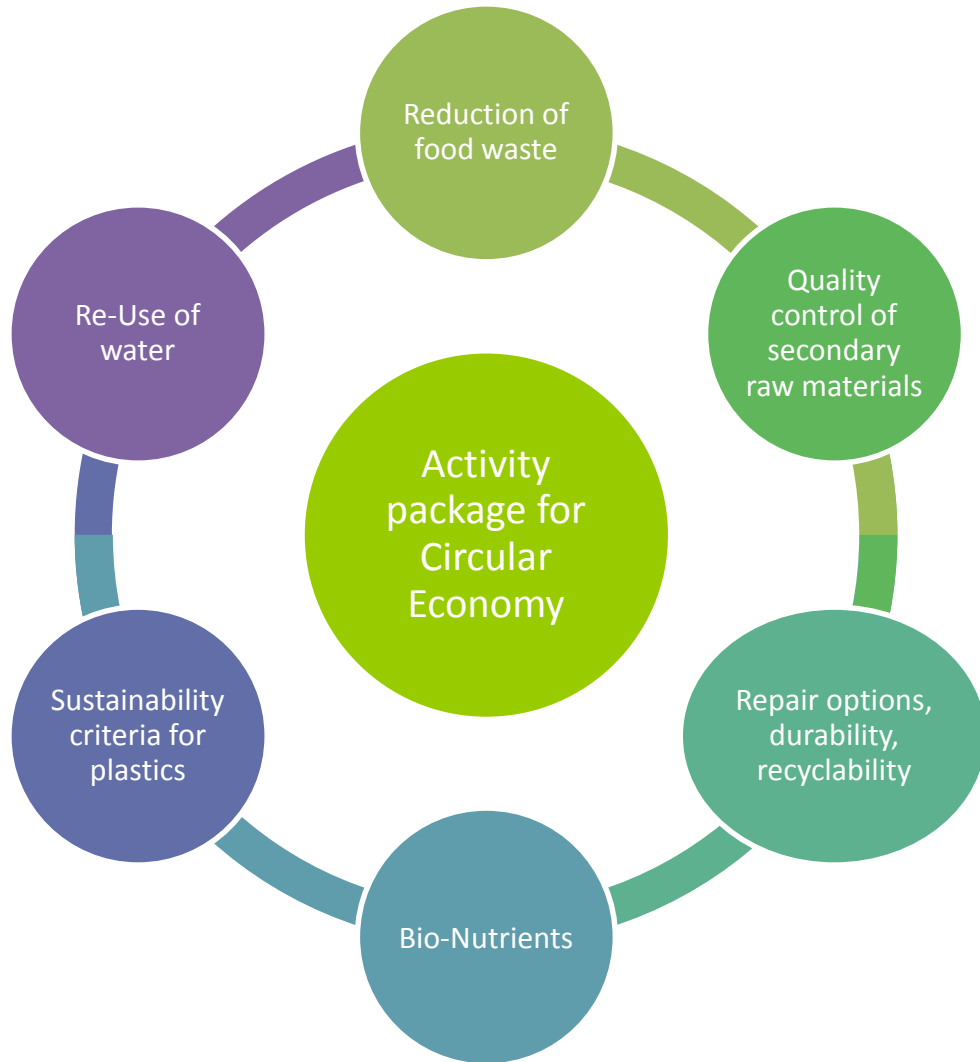 Reduction of
food waste
Quality
control of
secondary
raw materials
Repair options,
durability,
recyclability
Bio-Nutrients
Sustainability
criteria for
plastics
Re-Use of
water
Activity
package for
Circular
Economy